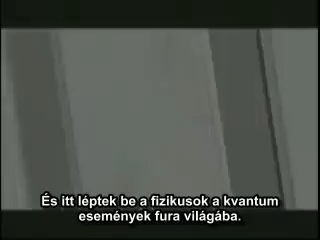 És itt léptek be a fizikusok a kvantum
események fura világába.